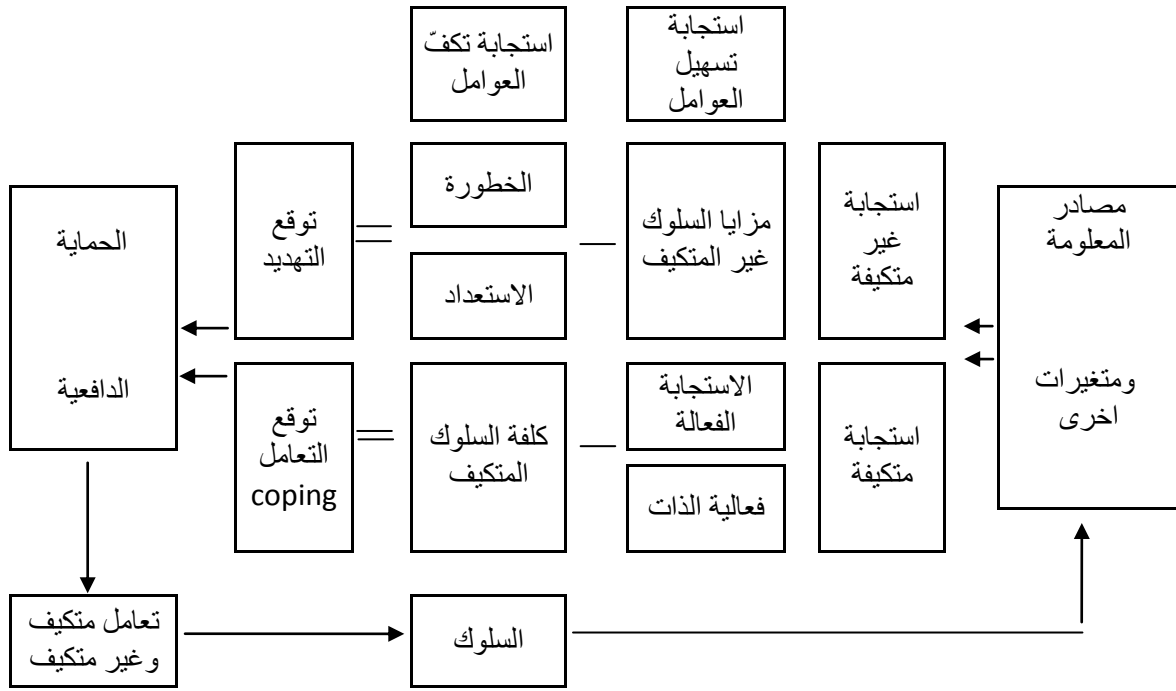 استجابة
تسهيل
العوامل
استجابة تكفّ
العوامل
مصادر
المعلومة
ومتغيرات
اخرى
استجابة
غير
متكيفة
مزايا السلوك
غير المتكيف
الخطورة
الاستعداد
توقع
التهديد
الحماية
الدافعية
استجابة
متكيفة
الاستجابة
الفعالة
فعالية الذات
كلفة السلوك
المتكيف
توقع
التعامل
coping
تعامل متكيف
وغير متكيف
السلوك